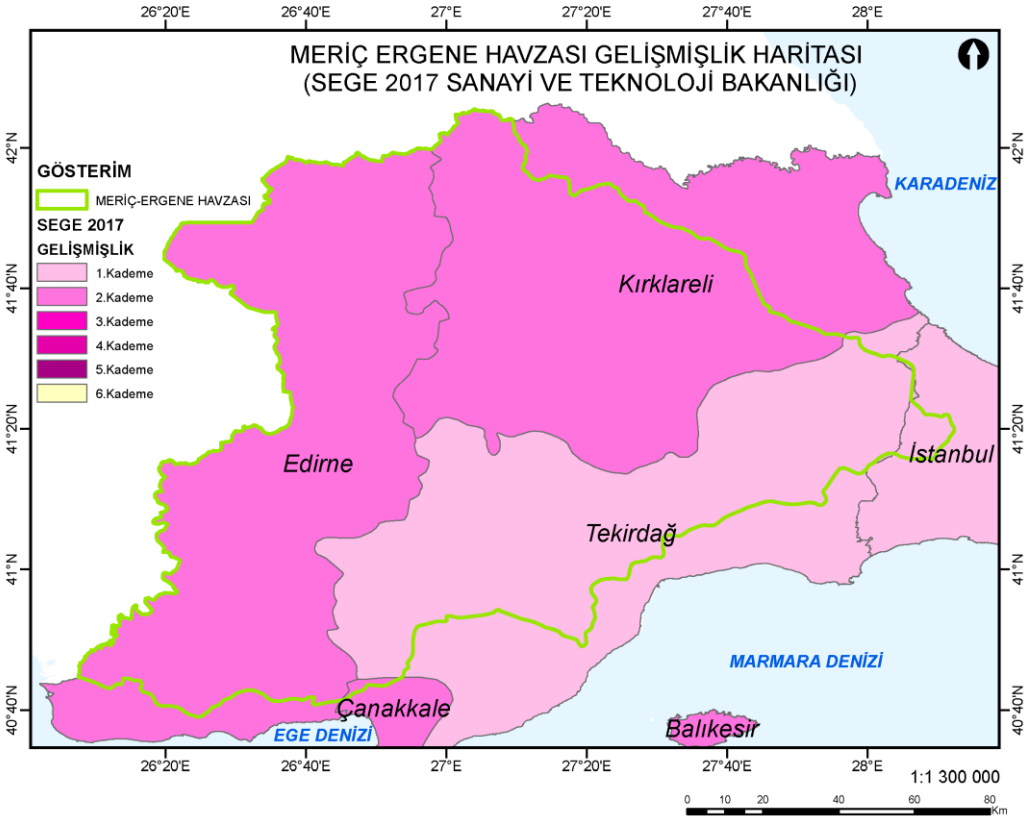 26°20'E 26°40'E 27°E 27°20'E 27°40'E 28°E
MERİÇ ERGENE HAVZASI GELİŞMİŞLİK HARİTASI
(SEGE 2017 SANAYİ VE TEKNOLOJİ BAKANLIĞI)
42°N 42°N
GÖSTERİM
MERİÇ-ERGENE HAVZASI
SEGE 2017
GELİŞMİŞLİK
1.Kademe
2.Kademe
3.Kademe
4.Kademe
5.Kademe
6.Kademe
KARADENİZ
41°40'N 41°40'N
Kırklareli
41°20'N 41°20'N
Edirne
İstanbul
Tekirdağ
41°N 41°N
MARMARA DENİZİ
40°40'N 40°40'N
Çanakkale
Balıkesir
EGE DENİZİ
26°20'E 26°40'E 27°E 27°20'E 27°40'E 28°E
1:1 300 000
0 10 20 40 60 80
Km